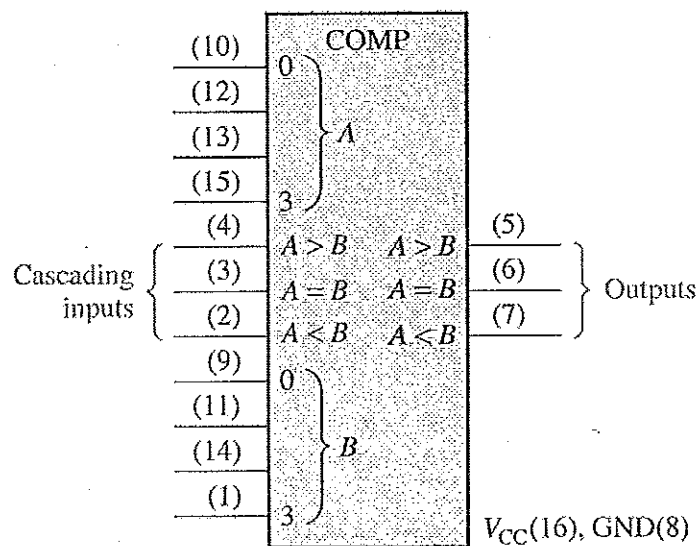 COMP
(10) 0
(12)
(13) A
(15) 3
(4) A > B A > B (5)
Cascading inputs
(3) A = B A = B (6) Outputs
(2) A < B A < B (7)
(9) 0
(11)
(14) B
(1) 3
VCC(16), GND(8)